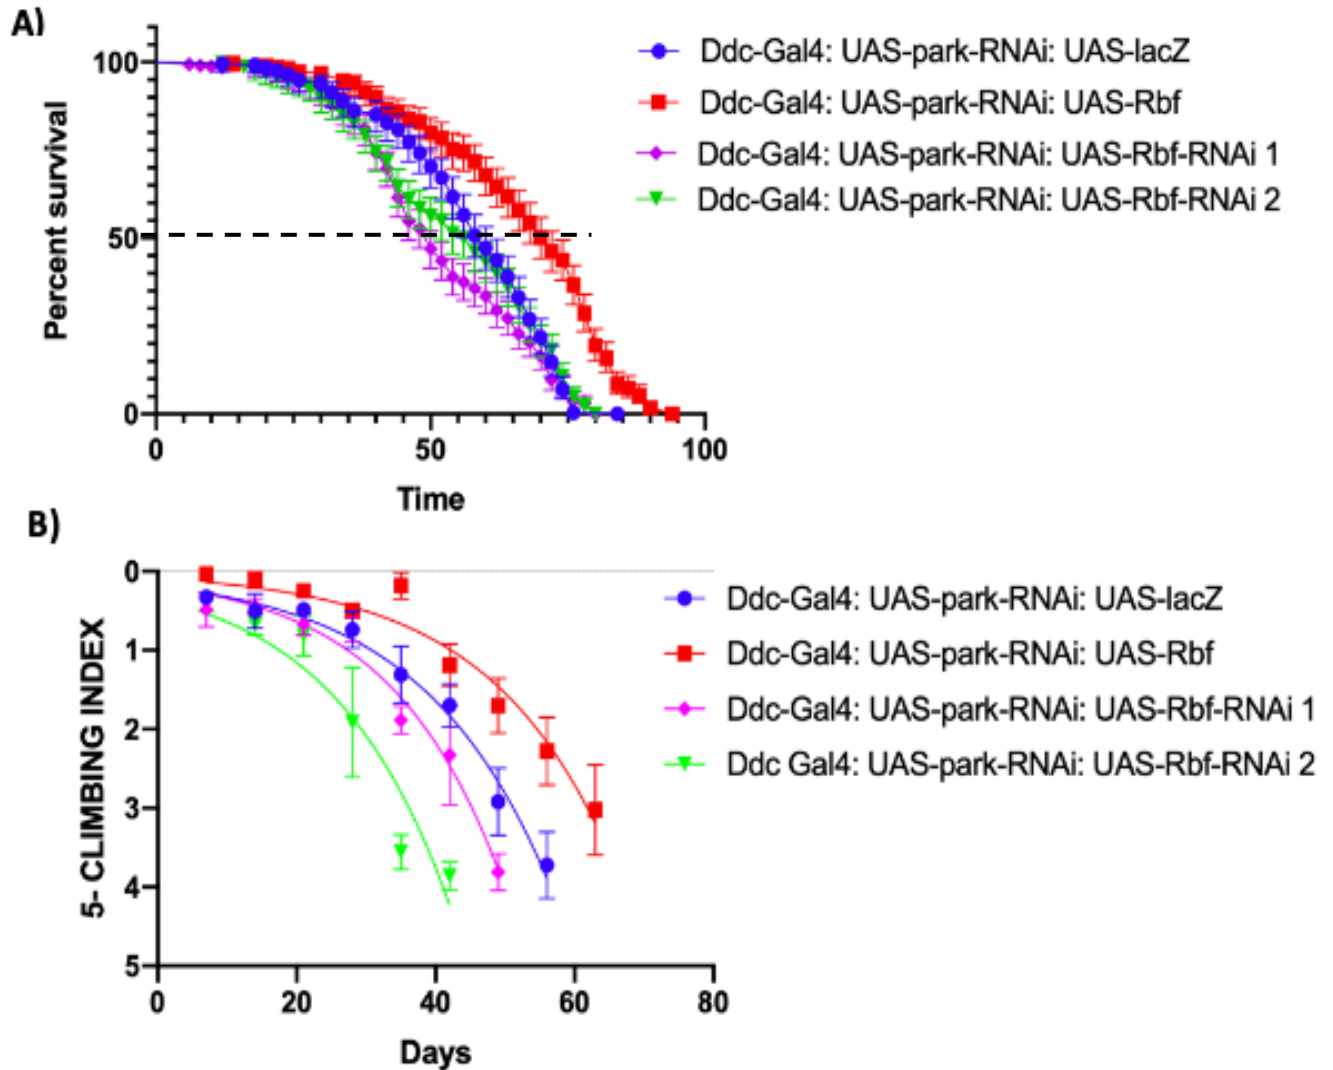 A)
Percent survival
100
50
0
0
50
100
Time
Ddc-Gal4: UAS-park-RNAi: UAS-lacZ
Ddc-Gal4: UAS-park-RNAi: UAS-Rbf
Ddc-Gal4: UAS-park-RNAi: UAS-Rbf-RNAi 1
Ddc-Gal4: UAS-park-RNAi: UAS-Rbf-RNAi 2
B)
5- CLIMBING INDEX
0
1
2
3
4
5
0
20
40
60
80
Days
Ddc-Gal4: UAS-park-RNAi: UAS-lacZ
Ddc-Gal4: UAS-park-RNAi: UAS-Rbf
Ddc-Gal4: UAS-park-RNAi: UAS-Rbf-RNAi 1
Ddc Gal4: UAS-park-RNAi: UAS-Rbf-RNAi 2